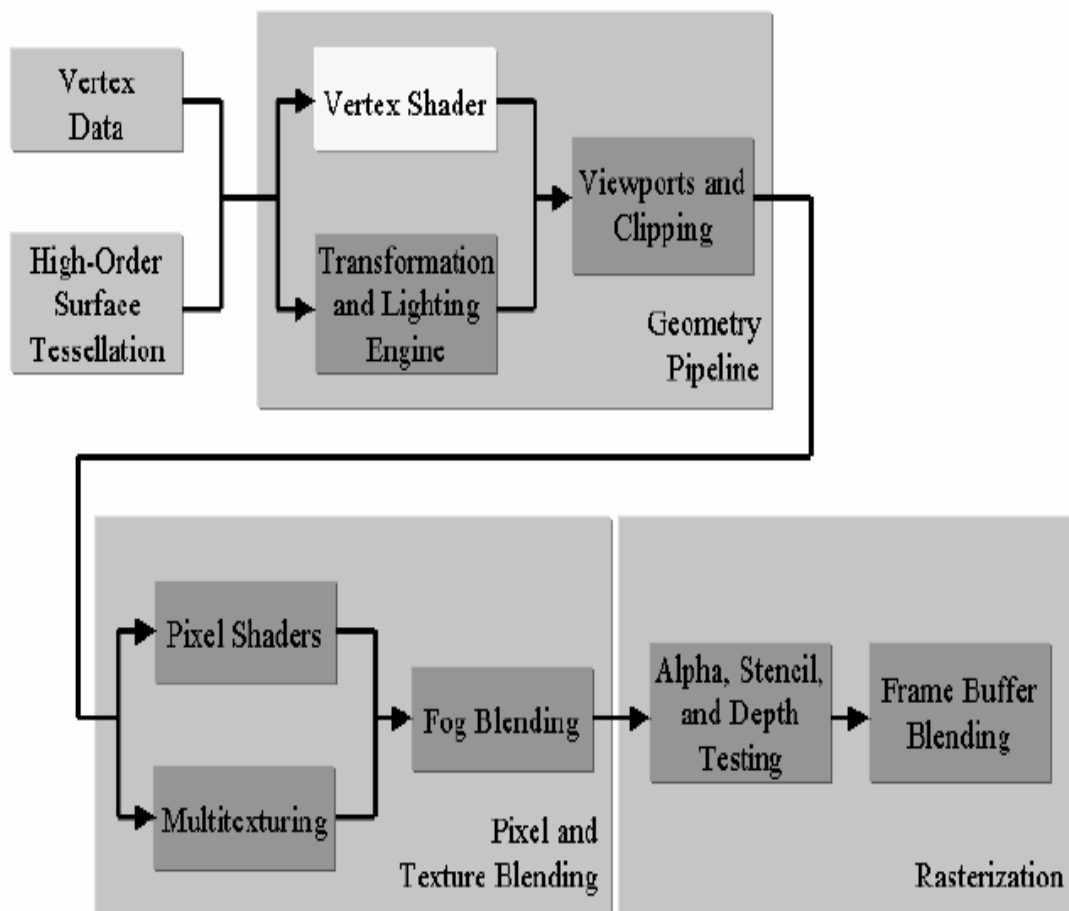 Vertex
Data
High-Order
Surface
Tessellation
Vertex Shader
Transformation
and Lighting
Engine
Viewports and
Clipping
Geometry
Pipeline
Pixel Shaders
Multitexturing
Fog Blending
Pixel and
Texture Blending
Alpha, Stencil,
and Depth
Testing
Frame Buffer
Blending
Rasterization